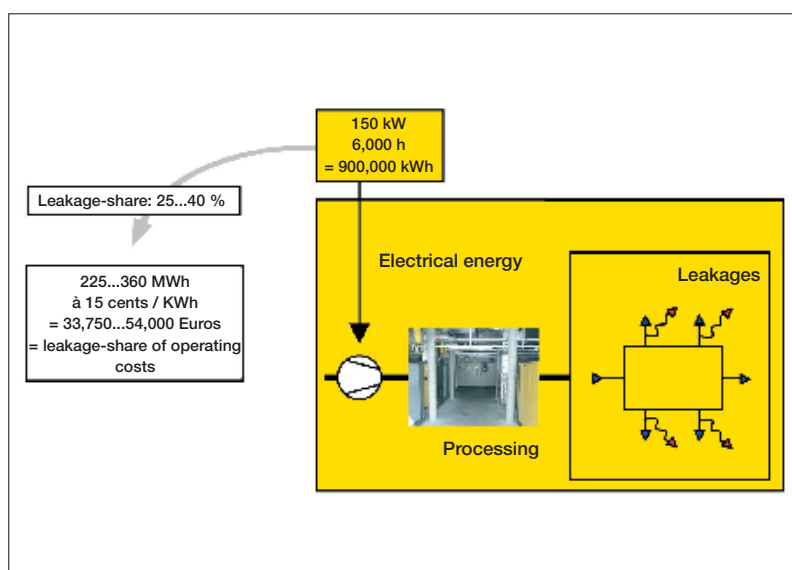 150 kW
6,000 h
= 900,000 kWh
Leakage-share: 25...40 %
225...360 MWh
à 15 cents / KWh
= 33,750...54,000 Euros
= leakage-share of operating
costs
Electrical energy
Leakages
Processing